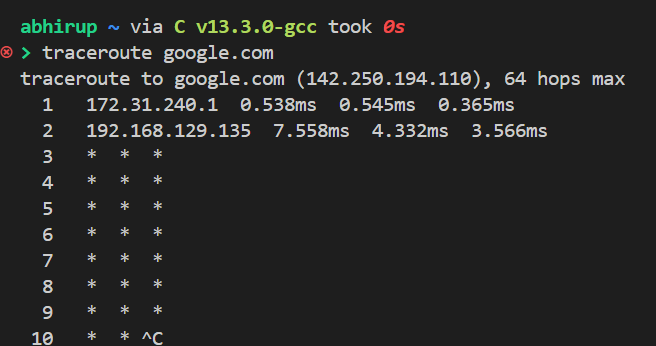 abhirup ~ via C v13.3.0-gcc took 0s
> traceroute google.com
traceroute to google.com (142.250.194.110), 64 hops max
1 172.31.240.1 0.538ms 0.545ms 0.365ms
2 192.168.129.135 7.558ms 4.332ms 3.566ms
3 * * *
4 * * *
5 * * *
6 * * *
7 * * *
8 * * *
9 * * *
10 * * ^C